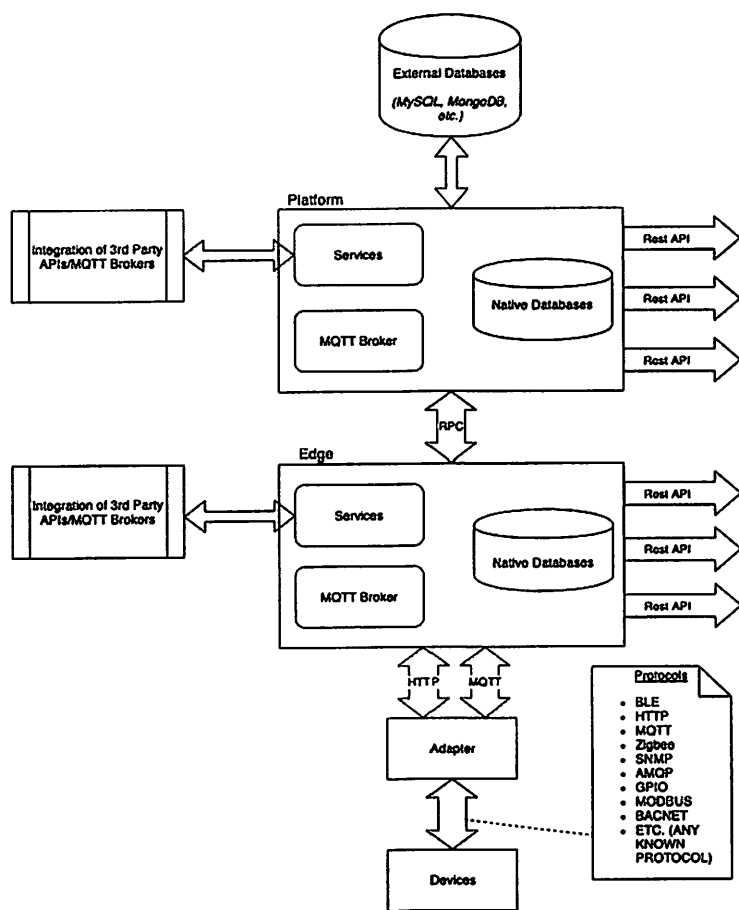 External Databases
(MySQL, MongoDB,
etc.)
Platform
Integration of 3rd Party
APIs/MQTT Brokers
Services
MQTT Broker
Native Databases
Rest API
Rest API
Rest API
RPC
Edge
Integration of 3rd Party
APIs/MQTT Brokers
Services
MQTT Broker
Native Databases
Rest API
Rest API
Rest API
HTTP
MQTT
Adapter
Devices
Protocols
• BLE
• HTTP
• MQTT
• Zigbee
• SNMP
• AMQP
• GPIO
• MODBUS
• BACNET
• ETC. (ANY
KNOWN
PROTOCOL)